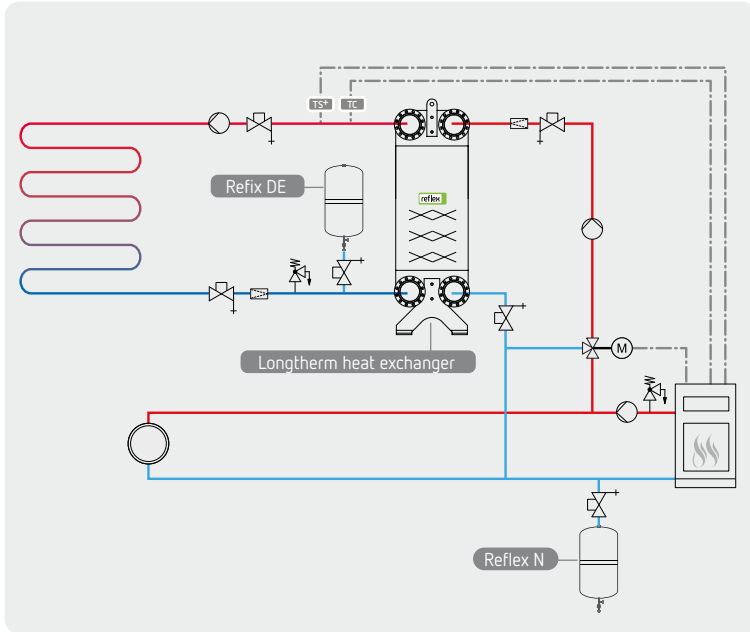 TS+ TC
Refix DE
reflex
M
Longtherm heat exchanger
Reflex N